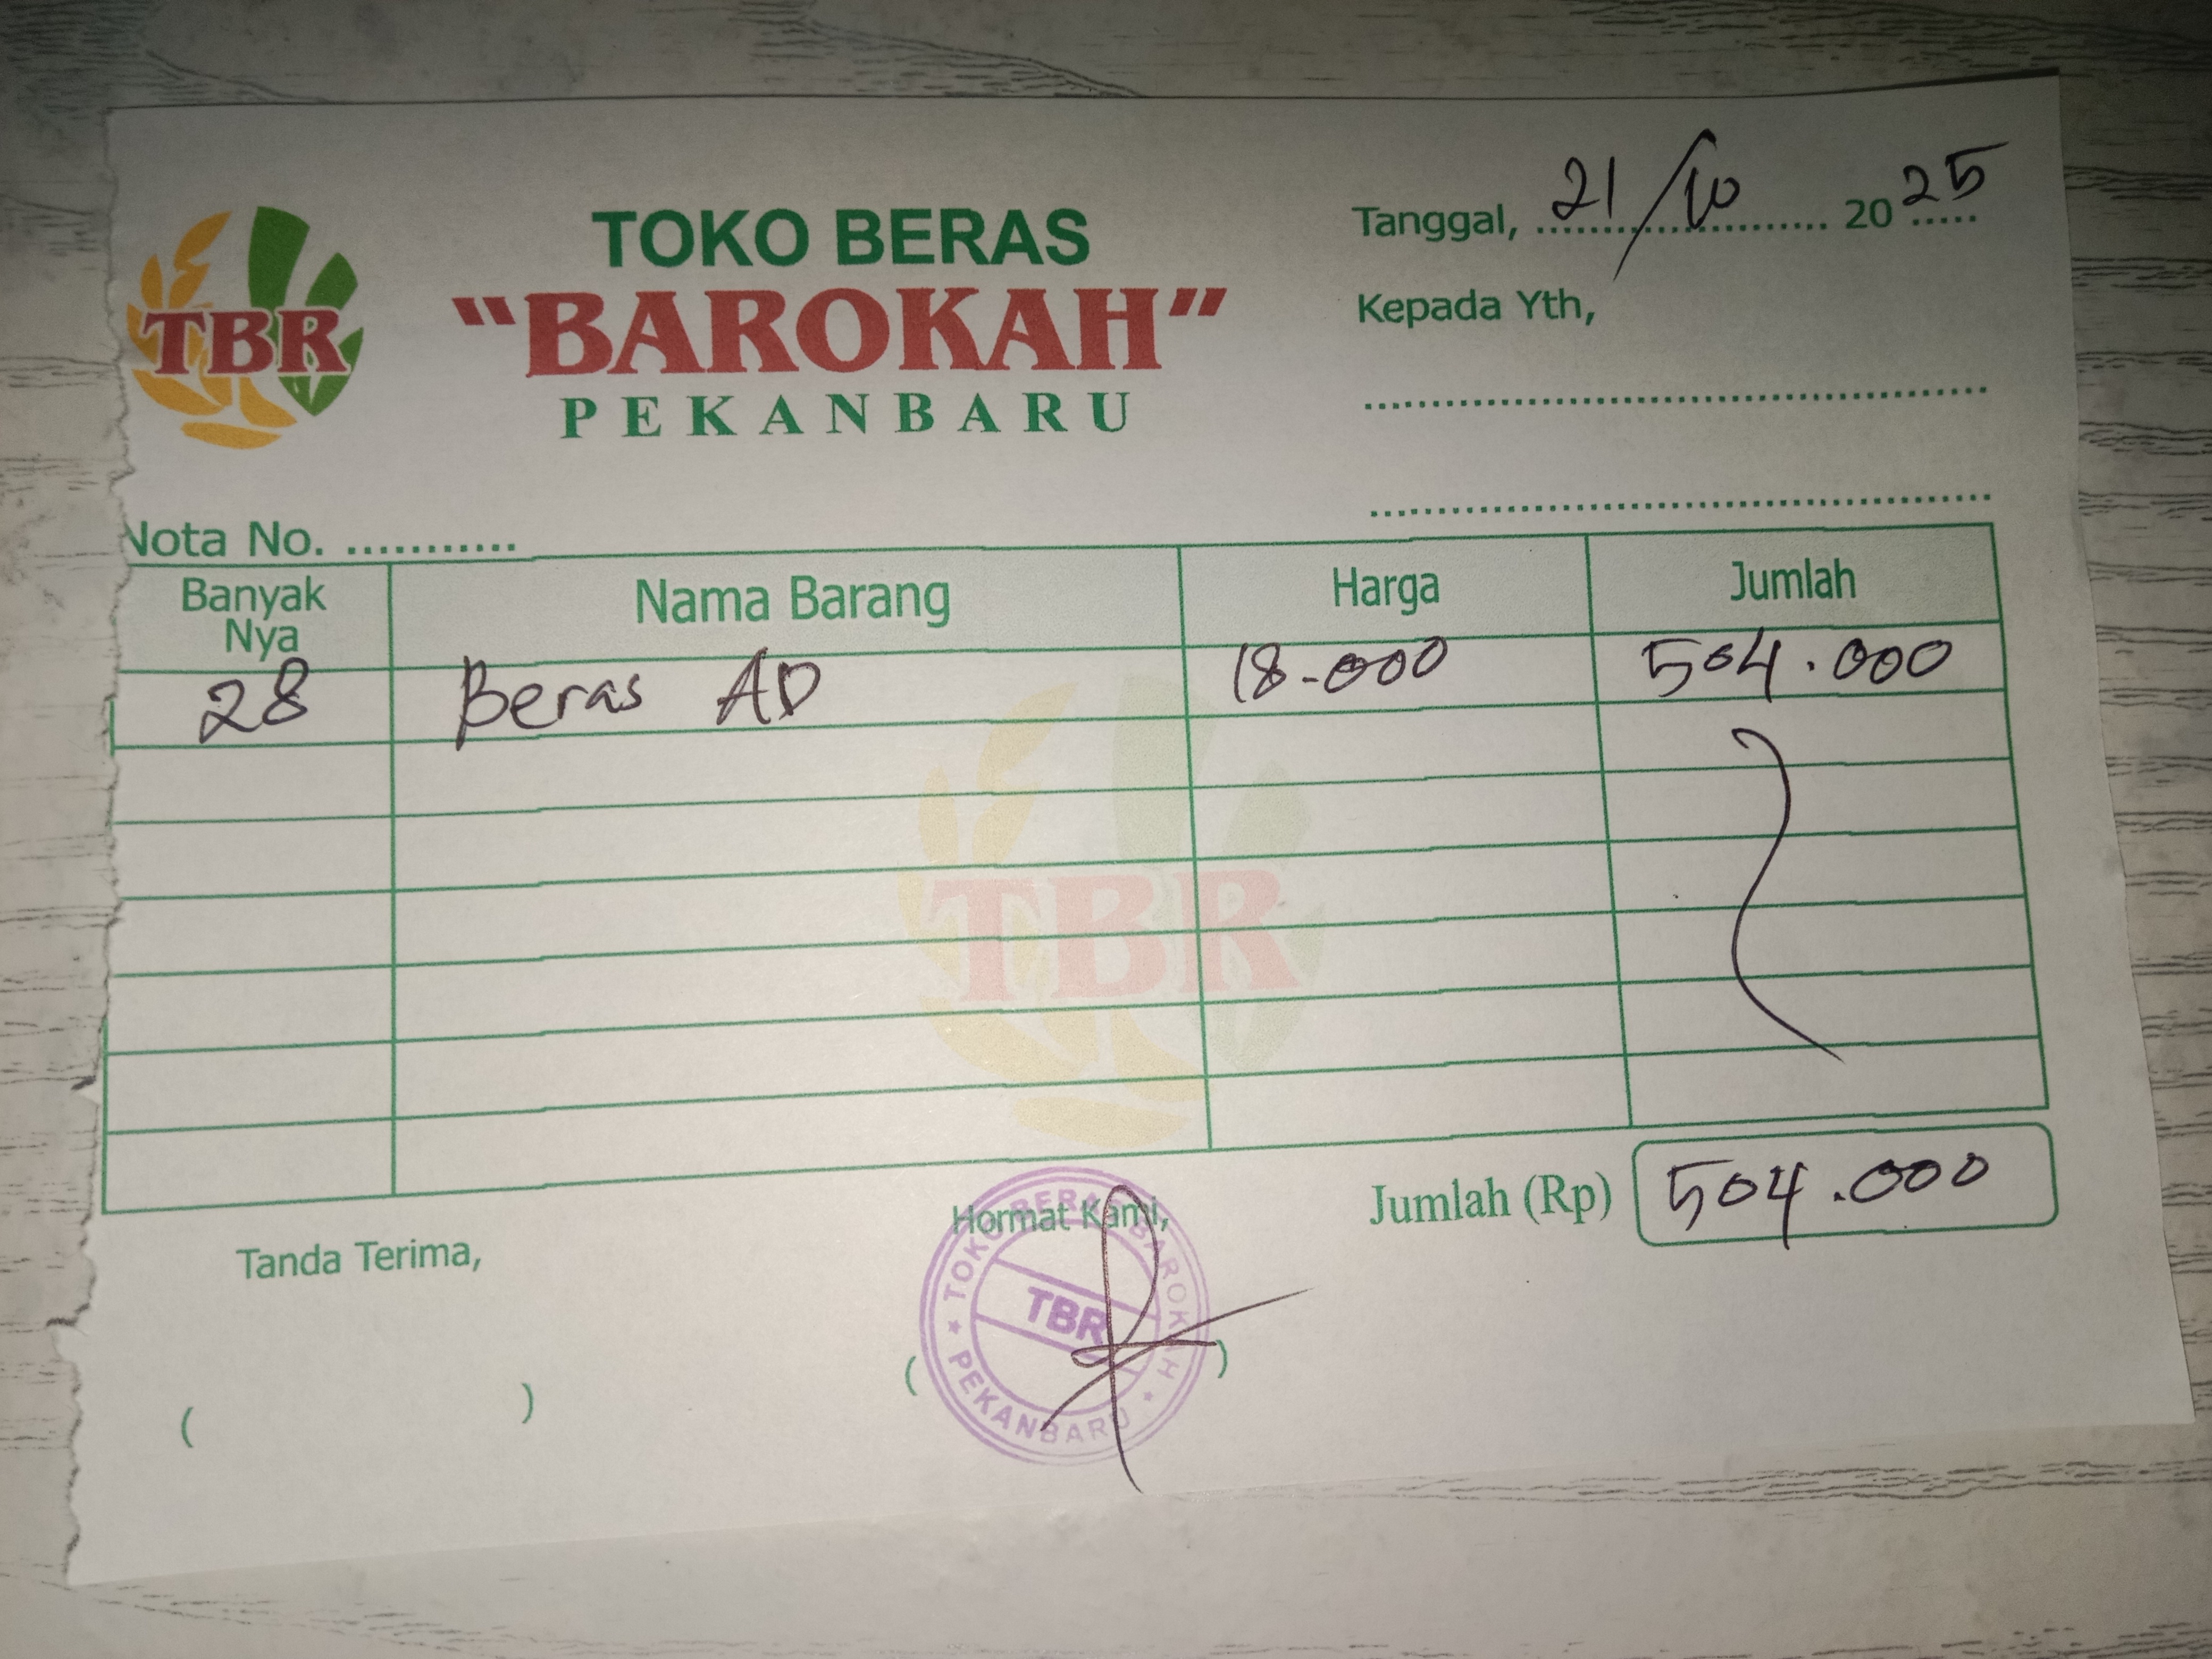 TBR
TOKO BERAS
"BAROKAH"
PEKANBARU
Tanggal, 21/10 2025
Kepada Yth,
Nota No. ...........
Banyak Nya Nama Barang Harga Jumlah
28 Beras AD 18.000 504.000
TBR
Jumlah (Rp) 504.000
Tanda Terima, Hormat Kami,
TOKO BERAS BAROKAH
TBR
PEKANBARU
( ) ( )